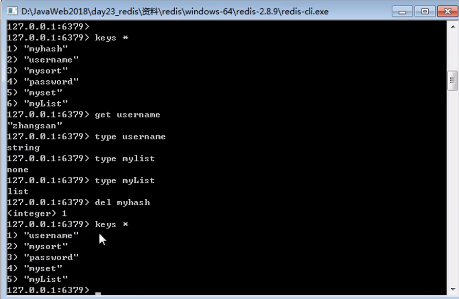 D:\JavaWeb2018\day23_redis\资料\redis\windows-64\redis-2.8.9\redis-cli.exe
127.0.0.1:6379>
127.0.0.1:6379> keys *
1) "myhash"
2) "username"
3) "mysort"
4) "password"
5) "myset"
6) "myList"
127.0.0.1:6379> get username
"zhangsan"
127.0.0.1:6379> type username
string
127.0.0.1:6379> type mylist
none
127.0.0.1:6379> type myList
list
127.0.0.1:6379> del myhash
(integer) 1
127.0.0.1:6379> keys *
1) "username"
2) "mysort"
3) "password"
4) "myset"
5) "myList"
127.0.0.1:6379>